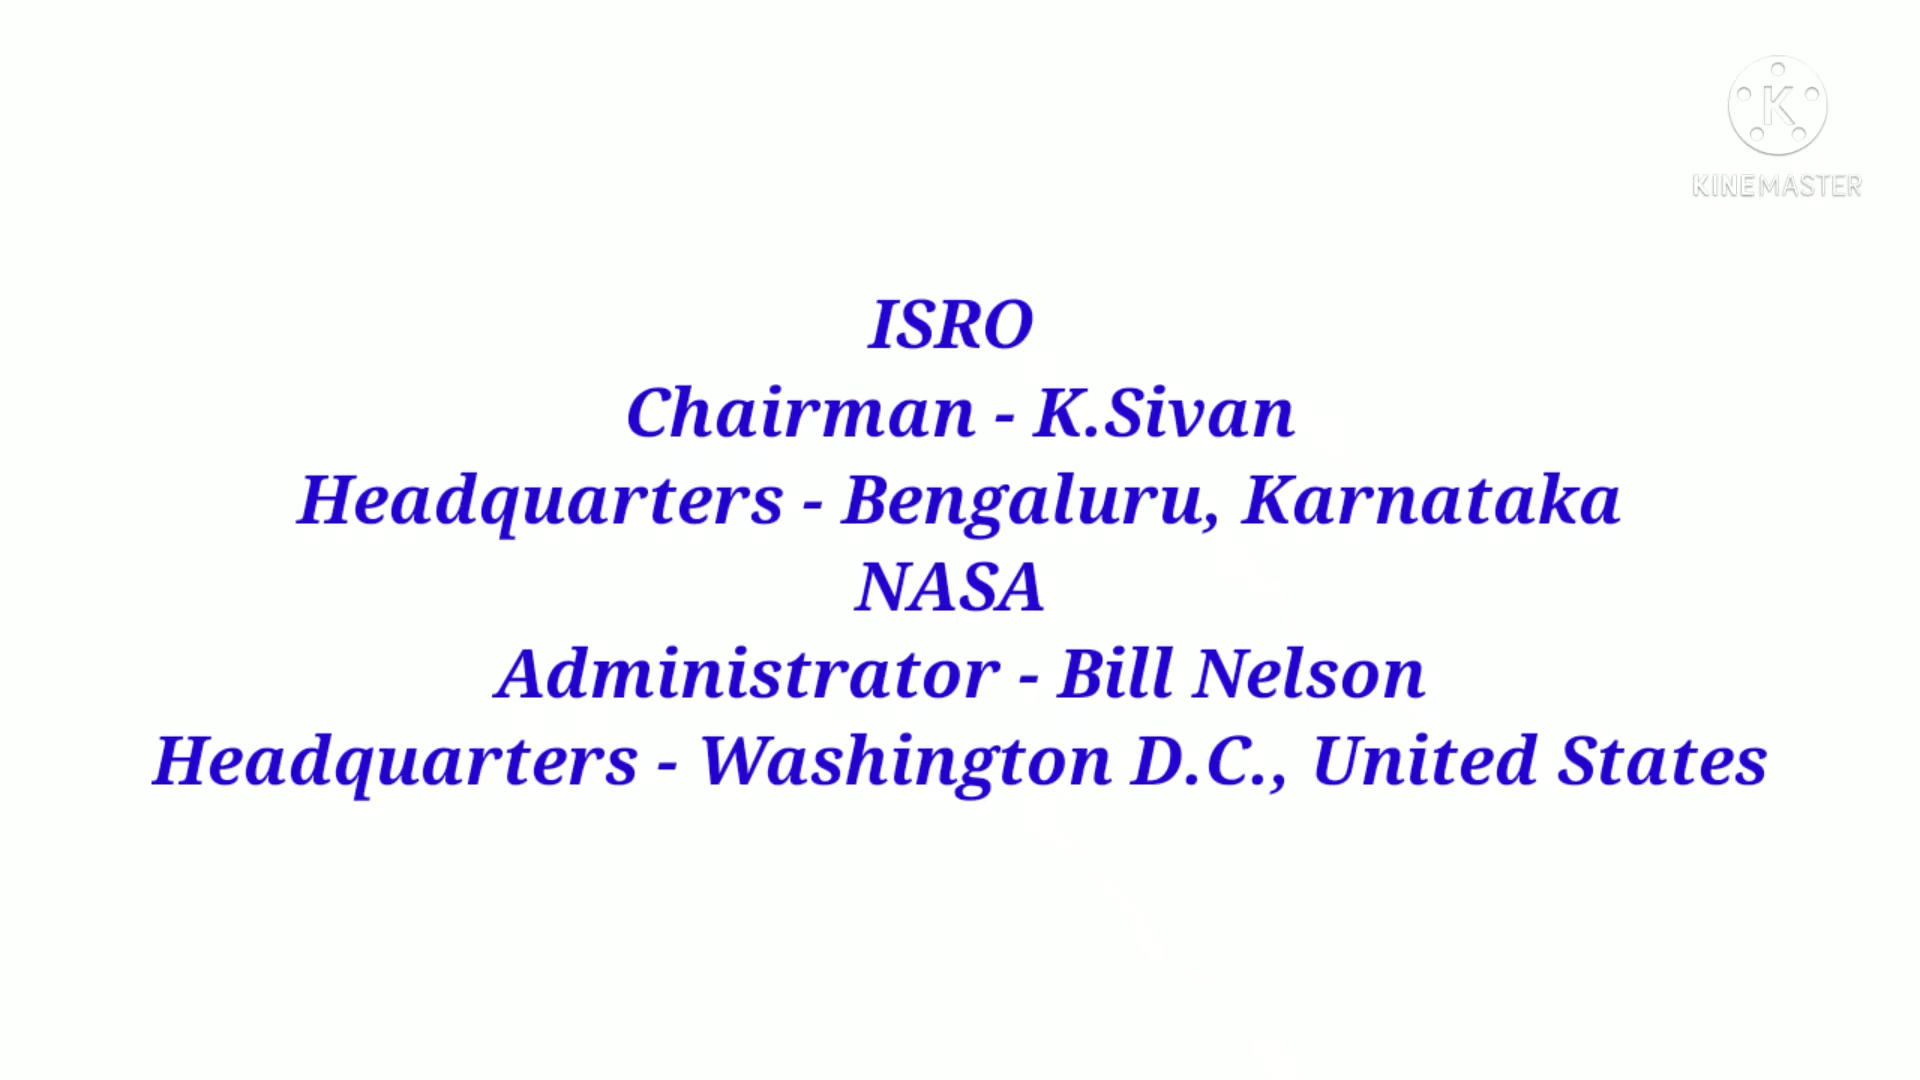 KINEMASTER
ISRO
Chairman - K.Sivan
Headquarters - Bengaluru, Karnataka
NASA
Administrator - Bill Nelson
Headquarters - Washington D.C., United States